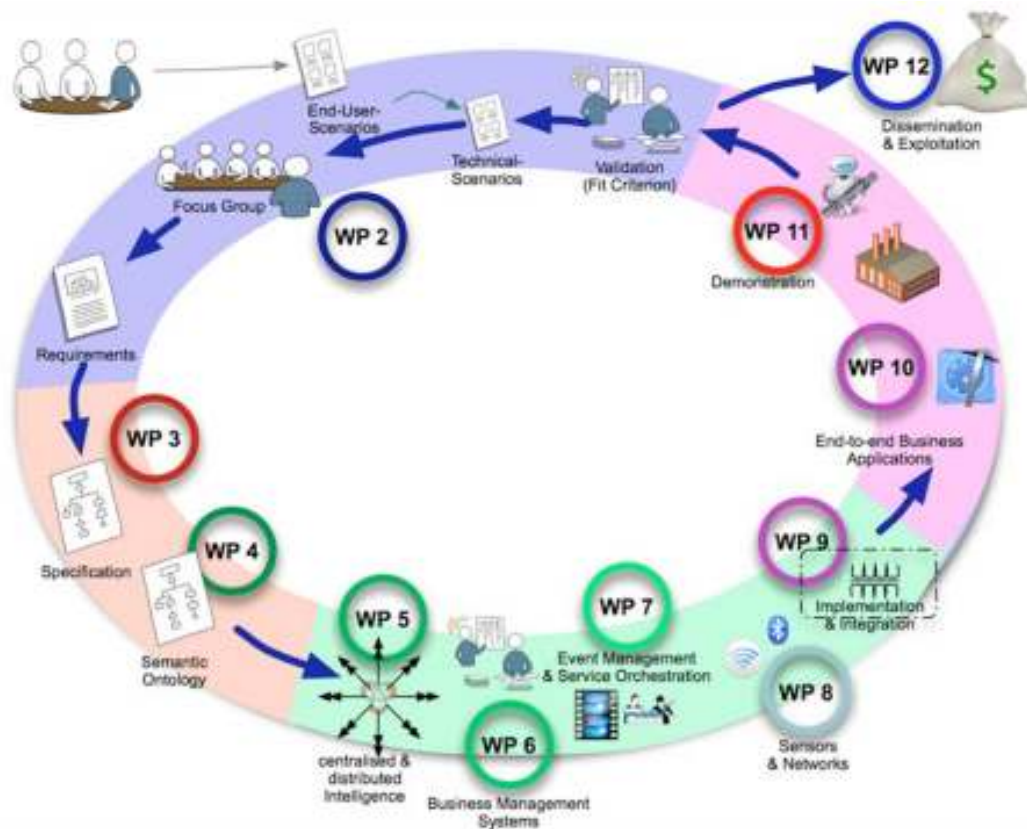 WP 12
$
Dissemination
& Exploitation
End-User-
Scenarios
Technical-
Scenarios
Validation
(Fit Criterion)
Focus Group
WP 2
WP 11
Demonstration
Requirements
WP 10
End-to-end Business
Applications
WP 3
Specification
WP 4
Semantic
Ontology
WP 9
Implementation
& Integration
WP 5
centralised &
distributed
Intelligence
WP 7
Event Management
& Service Orchestration
WP 8
Sensors
& Networks
WP 6
Business Management
Systems